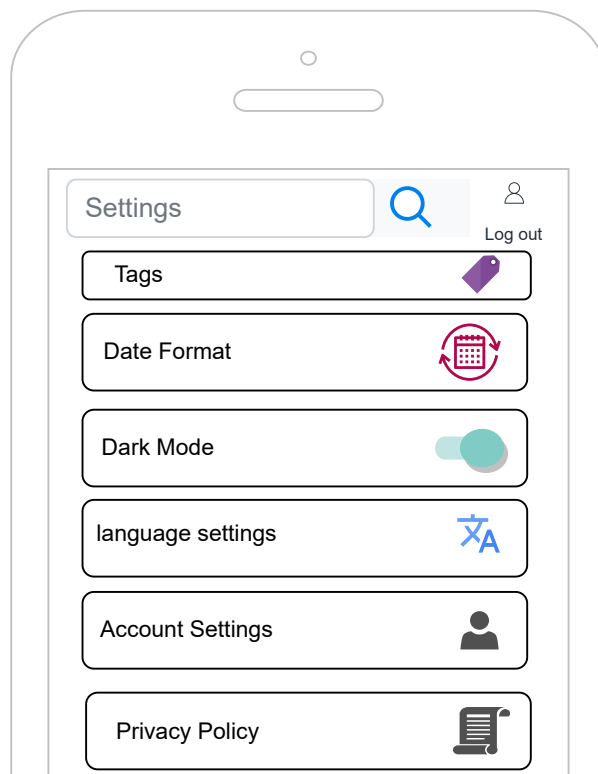 Settings
Log out
Tags
Date Format
Dark Mode
language settings
Account Settings
Privacy Policy